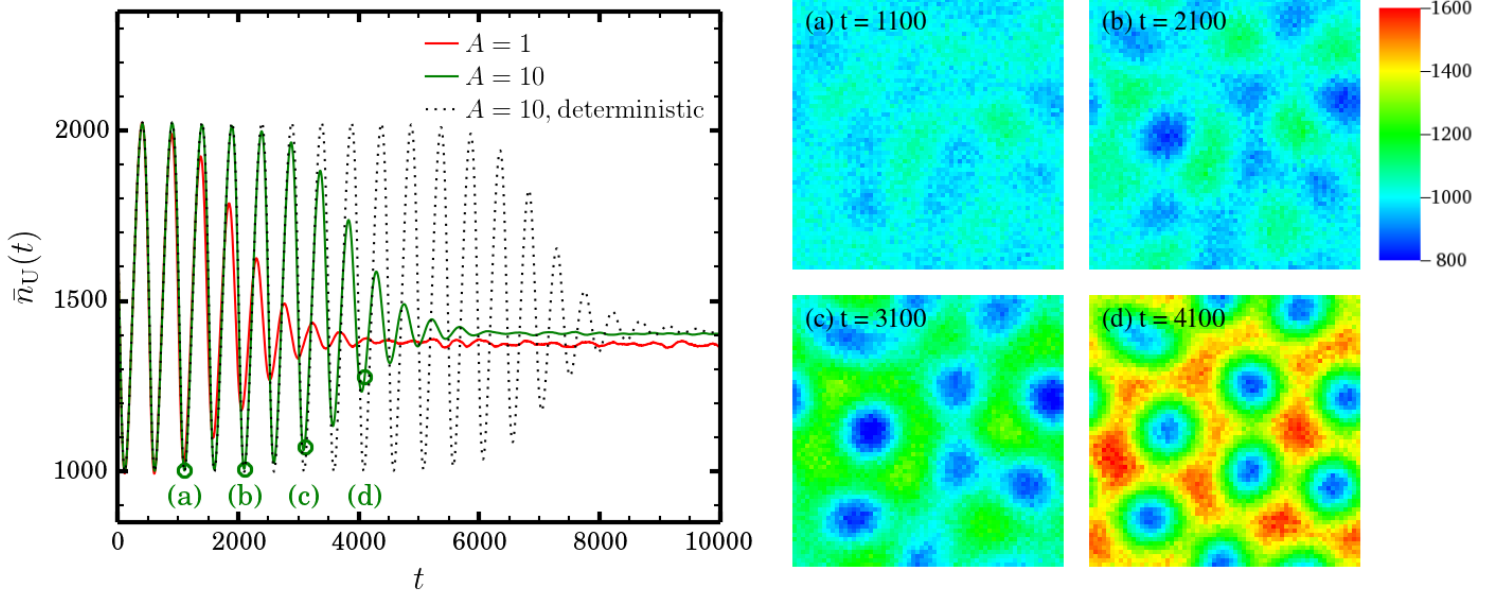 A = 1
A = 10
A = 10, deterministic
2000
1500
1000
n̄U(t)
(a) (b) (c) (d)
0 2000 4000 6000 8000 10000
t
(a) t = 1100
(b) t = 2100
(c) t = 3100
(d) t = 4100
1600
1400
1200
1000
800